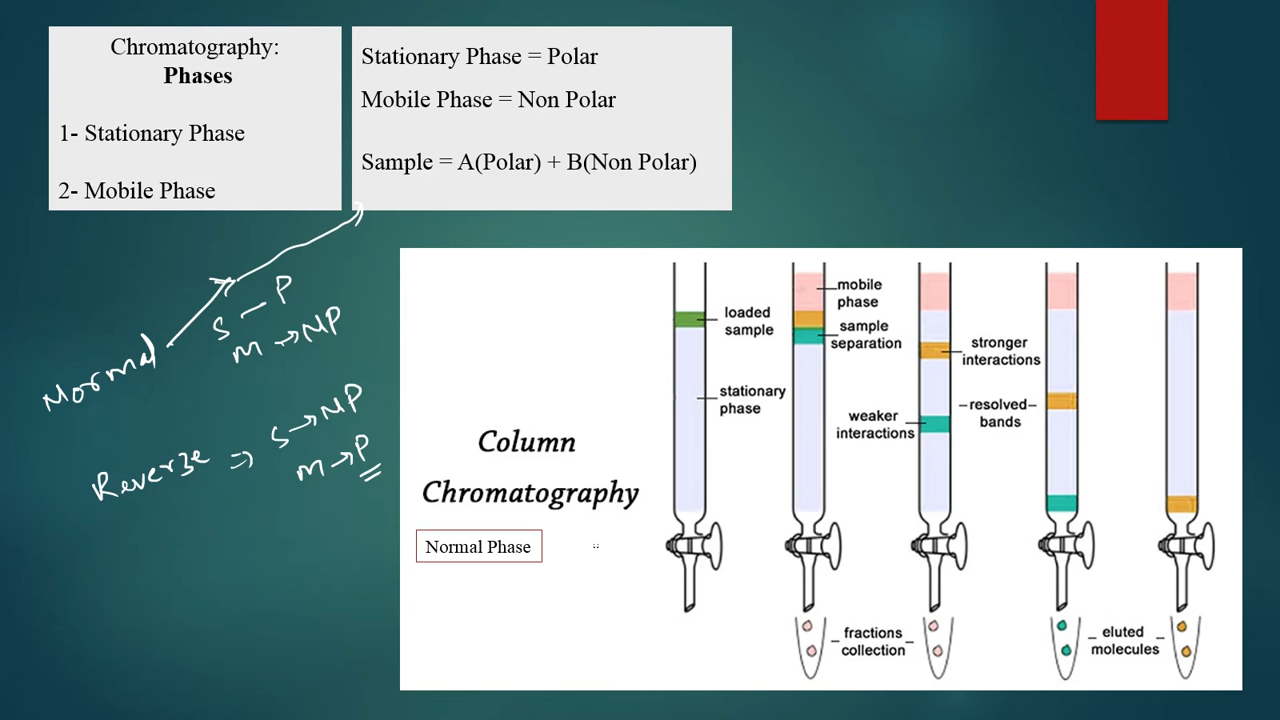 Chromatography:
Phases
1- Stationary Phase
2- Mobile Phase
Stationary Phase = Polar
Mobile Phase = Non Polar
Sample = A(Polar) + B(Non Polar)
Normal
S — P
M → NP
Reverse ⇒ S → NP
M → P
Column
Chromatography
Normal Phase
loaded
sample
stationary
phase
mobile
phase
sample
separation
weaker
interactions
stronger
interactions
resolved
bands
fractions
collection
eluted
molecules